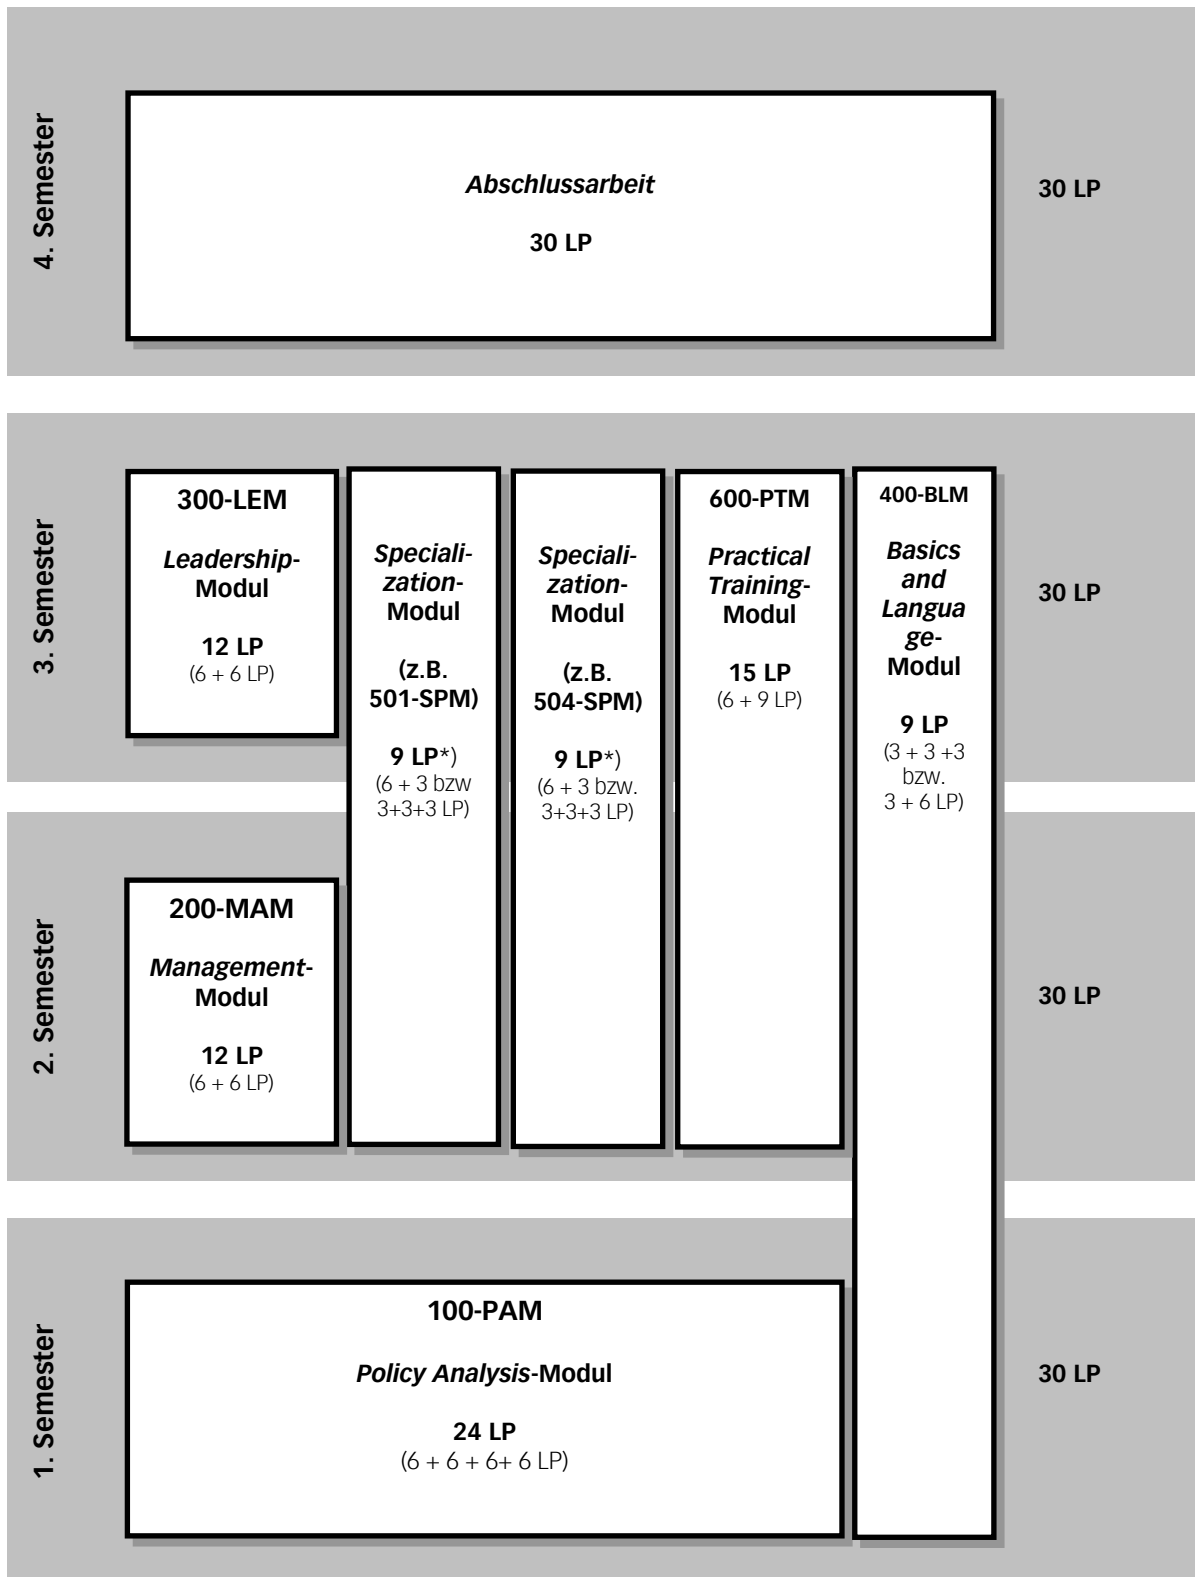 4. Semester
Abschlussarbeit
30 LP
30 LP
3. Semester
300-LEM
Leadership-
Modul
12 LP
(6 + 6 LP)
Speciali-
zation-
Modul
(z.B.
501-SPM)
9 LP*)
(6 + 3 bzw
3+3+3 LP)
Speciali-
zation-
Modul
(z.B.
504-SPM)
9 LP*)
(6 + 3 bzw.
3+3+3 LP)
600-PTM
Practical
Training-
Modul
15 LP
(6 + 9 LP)
400-BLM
Basics
and
Langua
ge-
Modul
9 LP
(3 + 3 +3
bzw.
3 + 6 LP)
30 LP
2. Semester
200-MAM
Management-
Modul
12 LP
(6 + 6 LP)
30 LP
1. Semester
100-PAM
Policy Analysis-Modul
24 LP
(6 + 6 + 6+ 6 LP)
30 LP